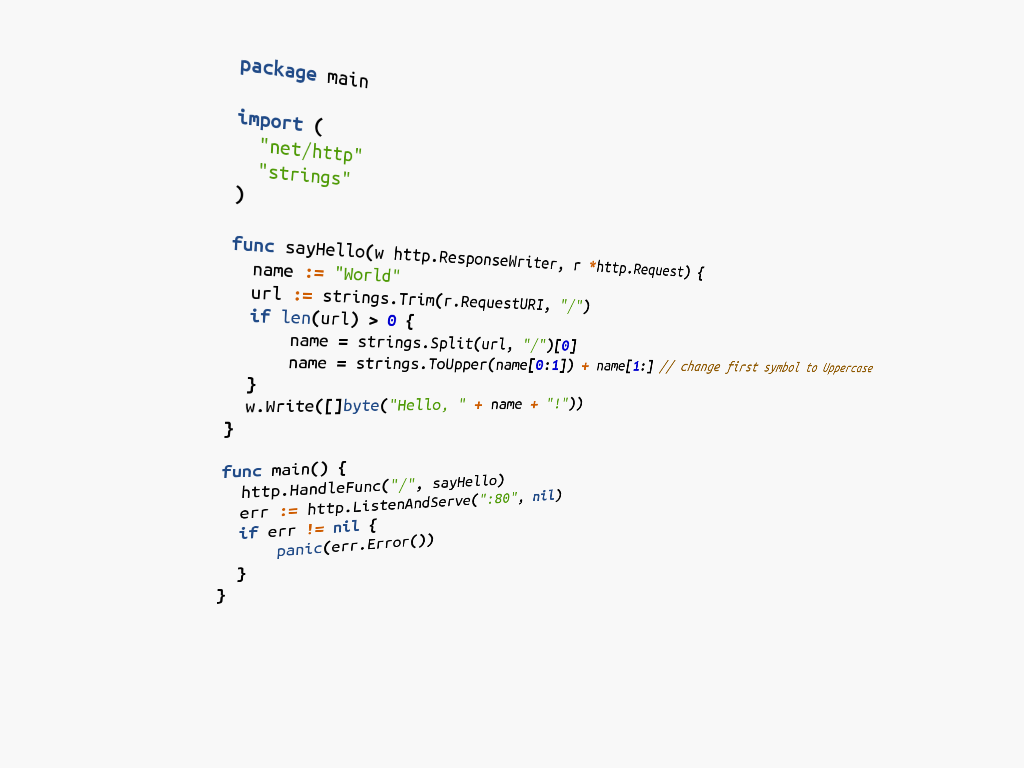 package main
import (
"net/http"
"strings"
)
func sayHello(w http.ResponseWriter, r *http.Request) {
name := "World"
url := strings.Trim(r.RequestURI, "/")
if len(url) > 0 {
name = strings.Split(url, "/")[0]
name = strings.ToUpper(name[0:1]) + name[1:] // change first symbol to Uppercase
}
w.Write([]byte("Hello, " + name + "!"))
}
func main() {
http.HandleFunc("/", sayHello)
err := http.ListenAndServe(":80", nil)
if err != nil {
panic(err.Error())
}
}